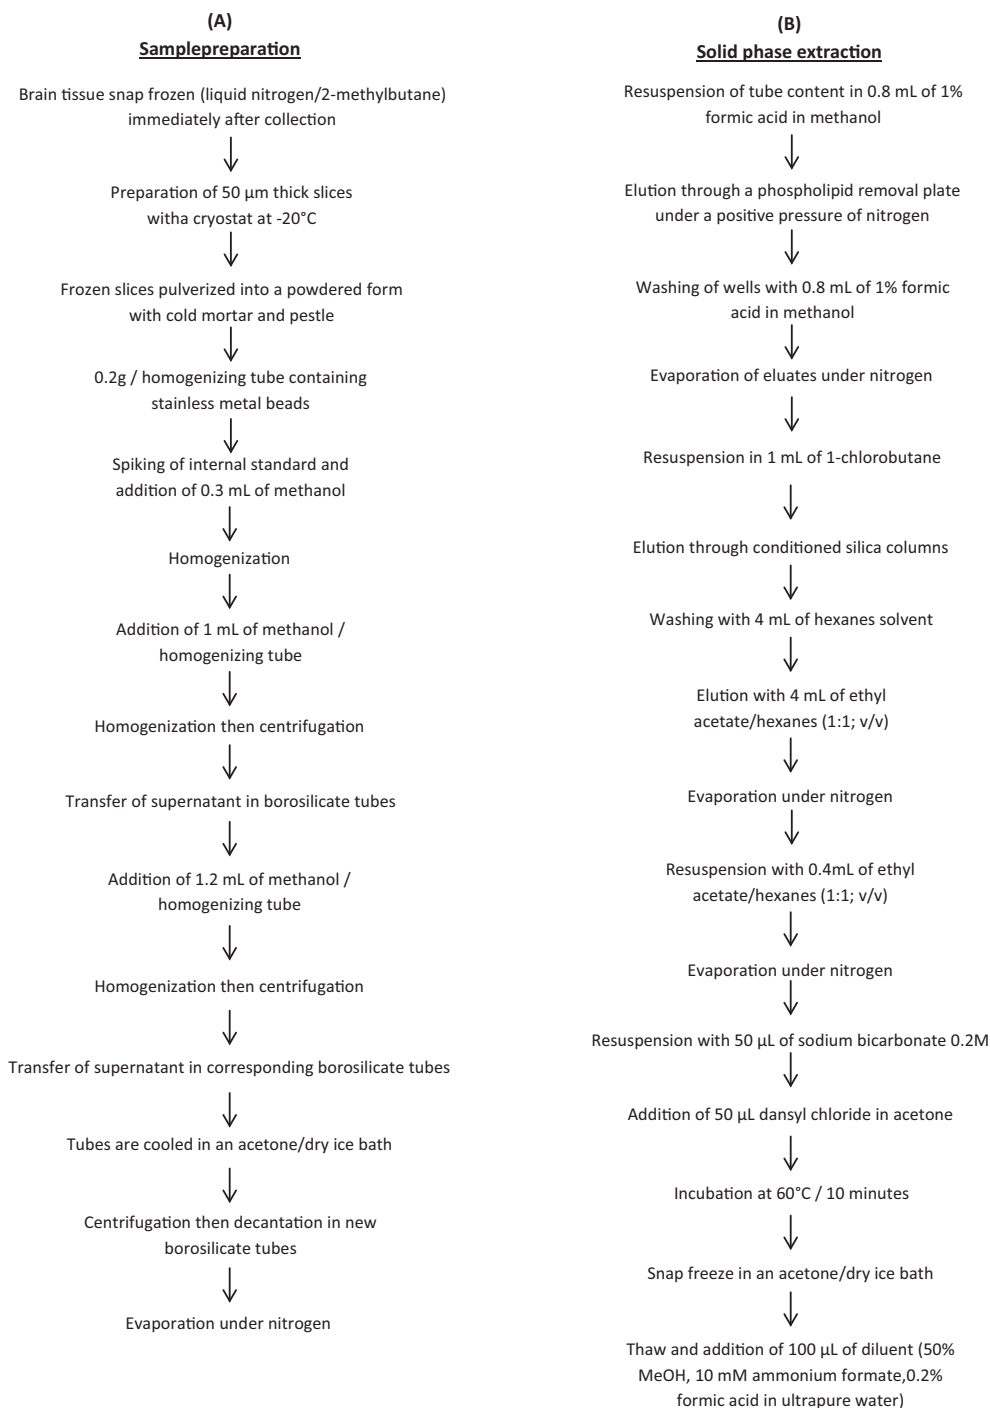 (A)
Samplepreparation
Brain tissue snap frozen (liquid nitrogen/2-methylbutane)
immediately after collection
Preparation of 50 µm thick slices
witha cryostat at -20°C
Frozen slices pulverized into a powdered form
with cold mortar and pestle
0.2g / homogenizing tube containing
stainless metal beads
Spiking of internal standard and
addition of 0.3 mL of methanol
Homogenization
Addition of 1 mL of methanol /
homogenizing tube
Homogenization then centrifugation
Transfer of supernatant in borosilicate tubes
Addition of 1.2 mL of methanol /
homogenizing tube
Homogenization then centrifugation
Transfer of supernatant in corresponding borosilicate tubes
Tubes are cooled in an acetone/dry ice bath
Centrifugation then decantation in new
borosilicate tubes
Evaporation under nitrogen
(B)
Solid phase extraction
Resuspension of tube content in 0.8 mL of 1%
formic acid in methanol
Elution through a phospholipid removal plate
under a positive pressure of nitrogen
Washing of wells with 0.8 mL of 1% formic
acid in methanol
Evaporation of eluates under nitrogen
Resuspension in 1 mL of 1-chlorobutane
Elution through conditioned silica columns
Washing with 4 mL of hexanes solvent
Elution with 4 mL of ethyl
acetate/hexanes (1:1; v/v)
Evaporation under nitrogen
Resuspension with 0.4mL of ethyl
acetate/hexanes (1:1; v/v)
Evaporation under nitrogen
Resuspension with 50 µL of sodium bicarbonate 0.2M
Addition of 50 µL dansyl chloride in acetone
Incubation at 60°C / 10 minutes
Snap freeze in an acetone/dry ice bath
Thaw and addition of 100 µL of diluent (50%
MeOH, 10 mM ammonium formate,0.2%
formic acid in ultrapure water)